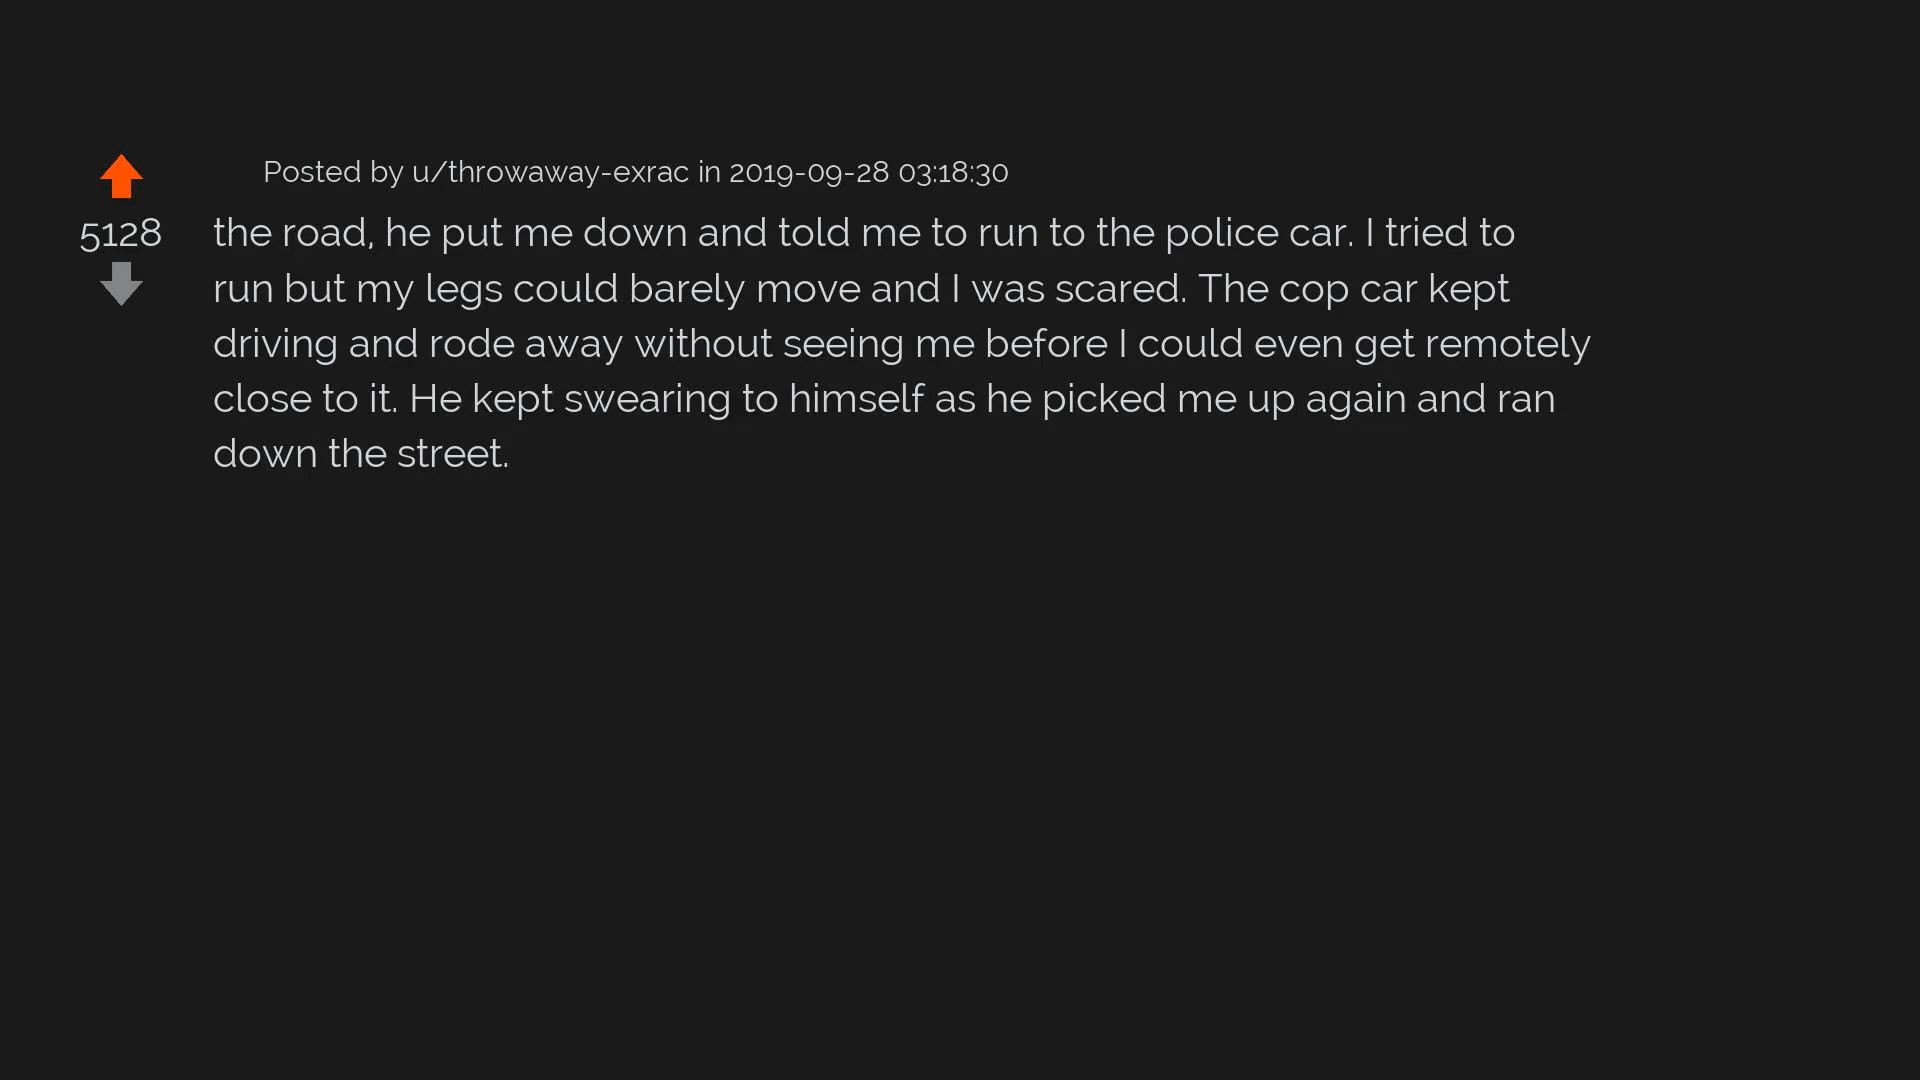 Posted by u/throwaway-exrac in 2019-09-28 03:18:30
5128
the road, he put me down and told me to run to the police car. I tried to
run but my legs could barely move and I was scared. The cop car kept
driving and rode away without seeing me before I could even get remotely
close to it. He kept swearing to himself as he picked me up again and ran
down the street.